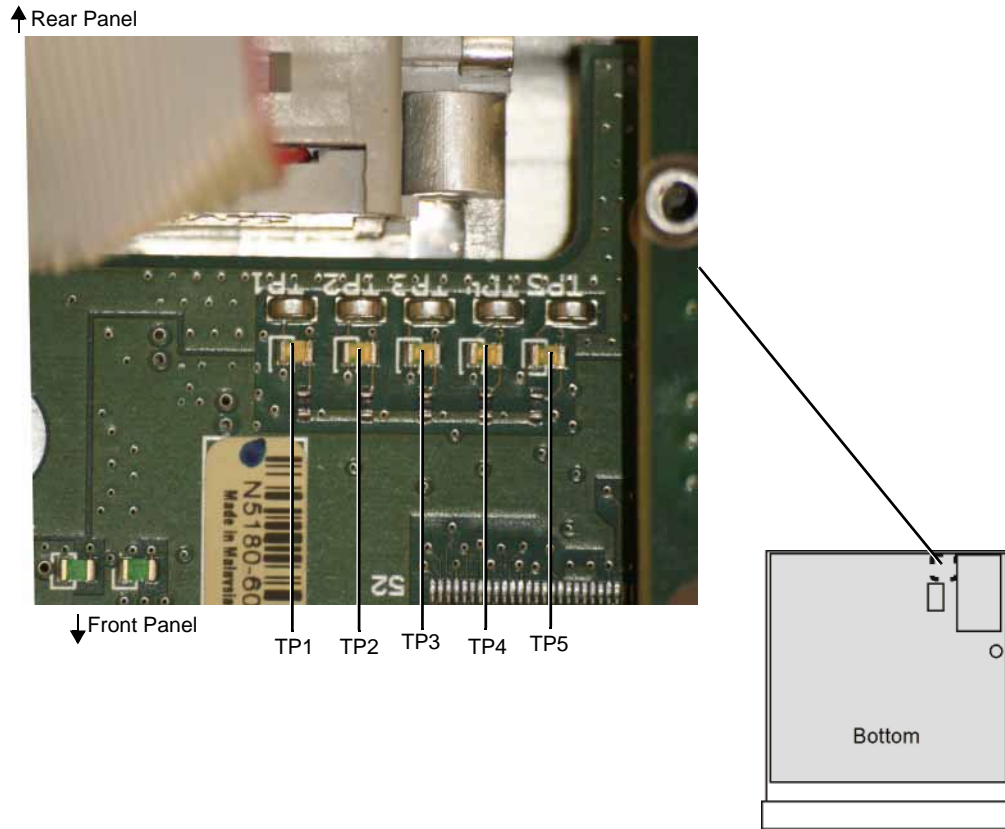 Rear Panel
TP1 TP2 TP3 TP4 TP5
N5180-60
Made in Malaysia
52
Front Panel
TP1 TP2 TP3 TP4 TP5
Bottom